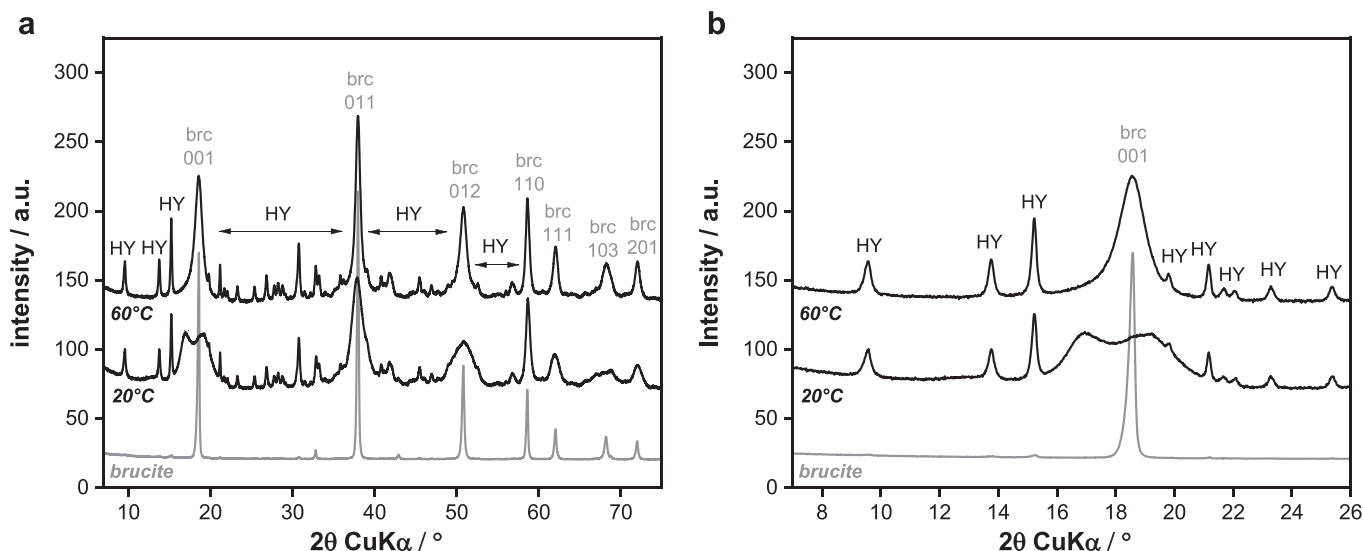 a
intensity / a.u.
300
250
200
150
100
50
0
brc
011
brc
001
brc
012
brc
110
brc
111
brc
103
brc
201
HY
HY
HY
HY
HY
HY
60°C
20°C
brucite
10
20
30
40
50
60
70
2θ CuKα / °
b
Intensity / a.u.
300
250
200
150
100
50
0
brc
001
HY
HY
HY
HY
HY
HY
HY
HY
60°C
20°C
brucite
8
10
12
14
16
18
20
22
24
26
2θ CuKα / °